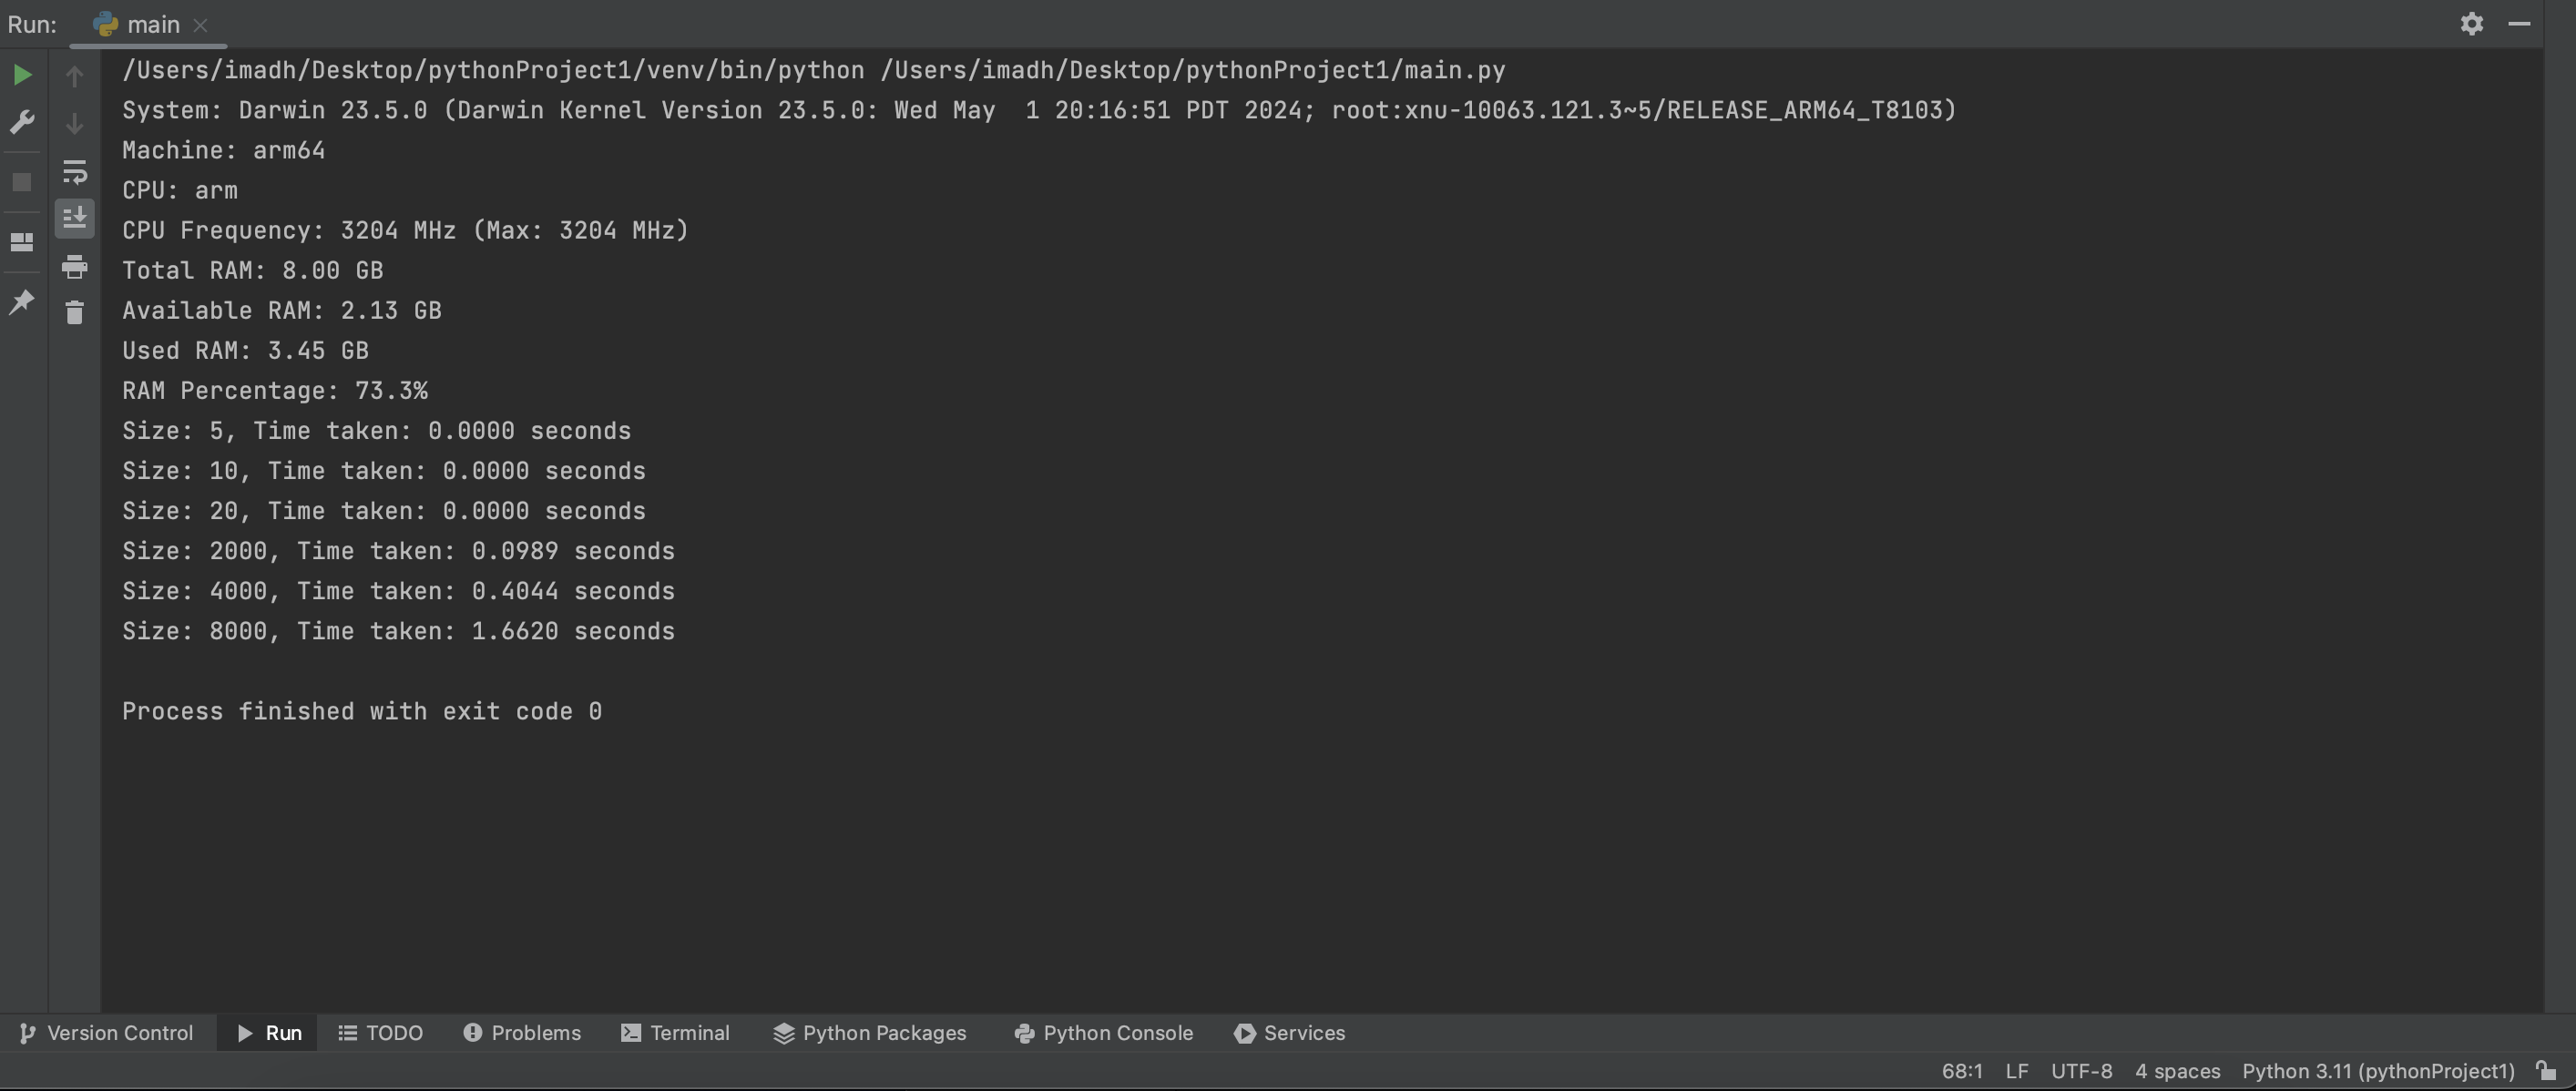 Run: main
/Users/imadh/Desktop/pythonProject1/venv/bin/python /Users/imadh/Desktop/pythonProject1/main.py
System: Darwin 23.5.0 (Darwin Kernel Version 23.5.0: Wed May  1 20:16:51 PDT 2024; root:xnu-10063.121.3~5/RELEASE_ARM64_T8103)
Machine: arm64
CPU: arm
CPU Frequency: 3204 MHz (Max: 3204 MHz)
Total RAM: 8.00 GB
Available RAM: 2.13 GB
Used RAM: 3.45 GB
RAM Percentage: 73.3%
Size: 5, Time taken: 0.0000 seconds
Size: 10, Time taken: 0.0000 seconds
Size: 20, Time taken: 0.0000 seconds
Size: 2000, Time taken: 0.0989 seconds
Size: 4000, Time taken: 0.4044 seconds
Size: 8000, Time taken: 1.6620 seconds
Process finished with exit code 0
Version Control Run TODO Problems Terminal Python Packages Python Console Services
68:1 LF UTF-8 4 spaces Python 3.11 (pythonProject1)